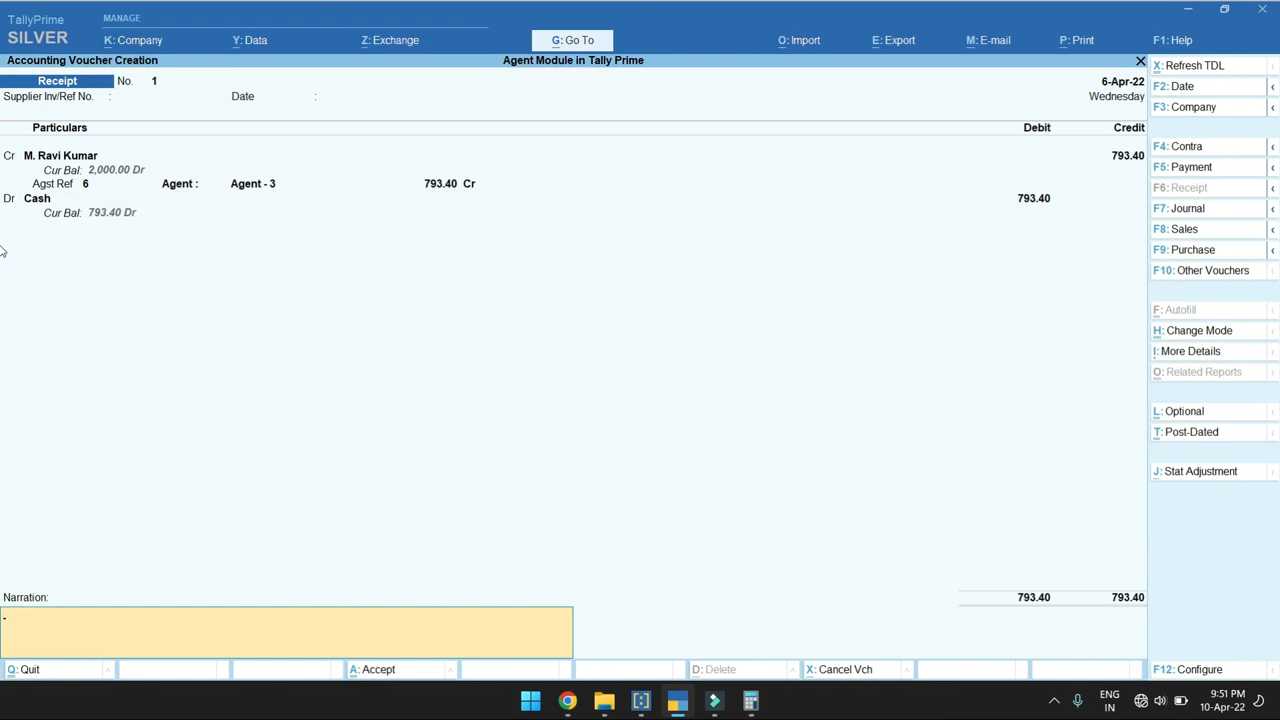 TallyPrime
SILVER
MANAGE
K: Company
Y: Data
Z: Exchange
G: Go To
O: Import
E: Export
M: E-mail
P: Print
F1: Help
Accounting Voucher Creation
Agent Module in Tally Prime
Receipt No. 1
6-Apr-22
Supplier Inv/Ref No. : Date :
Wednesday
Particulars Debit Credit
Cr M. Ravi Kumar 793.40
Cur Bal: 2,000.00 Dr
Agst Ref 6 Agent : Agent - 3 793.40 Cr
Dr Cash 793.40
Cur Bal: 793.40 Dr
Narration: 793.40 793.40
Q: Quit
A: Accept
D: Delete
X: Cancel Vch
X: Refresh TDL
F2: Date
F3: Company
F4: Contra
F5: Payment
F6: Receipt
F7: Journal
F8: Sales
F9: Purchase
F10: Other Vouchers
F: Autofill
H: Change Mode
I: More Details
O: Related Reports
L: Optional
T: Post-Dated
J: Stat Adjustment
F12: Configure
ENG
IN
9:51 PM
10-Apr-22